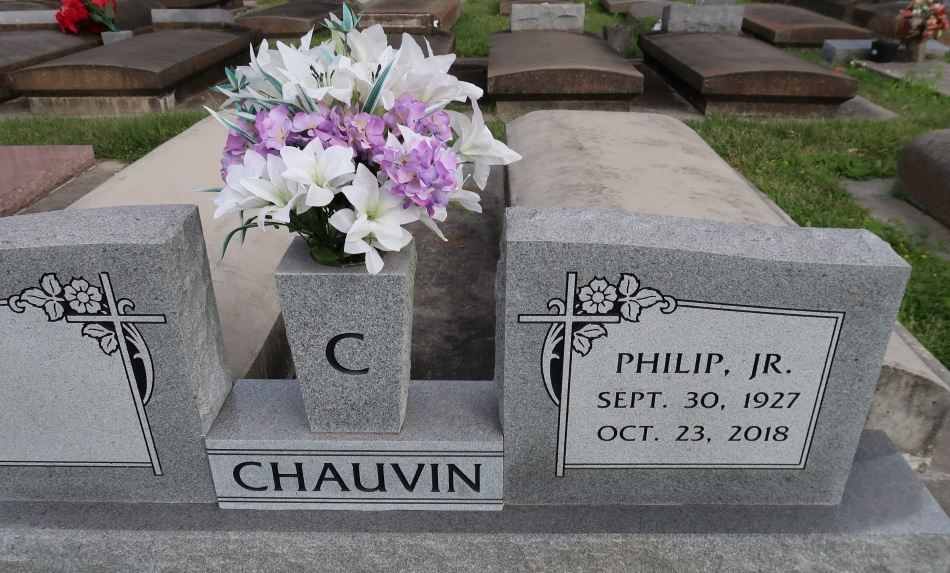 C
CHAUVIN
PHILIP, JR.
SEPT. 30, 1927
OCT. 23, 2018